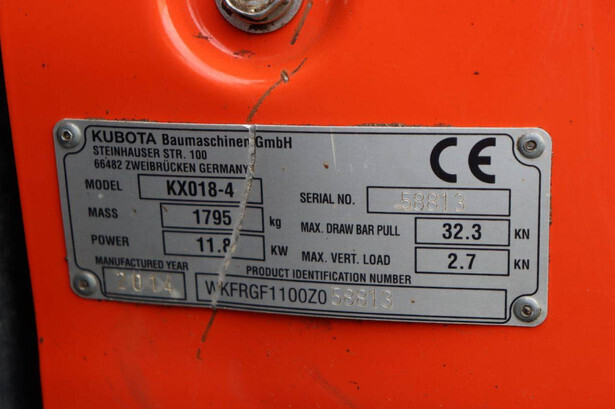 KUBOTA Baumaschinen GmbH
STEINHAUSER STR. 100
66482 ZWEIBRÜCKEN GERMANY
CE
MODEL KX018-4
SERIAL NO. 58813
MASS 1795 kg
MAX. DRAW BAR PULL 32.3 KN
POWER 11.8 KW
MAX. VERT. LOAD 2.7 KN
MANUFACTURED YEAR 2014
PRODUCT IDENTIFICATION NUMBER
WKFRGF1100Z058813